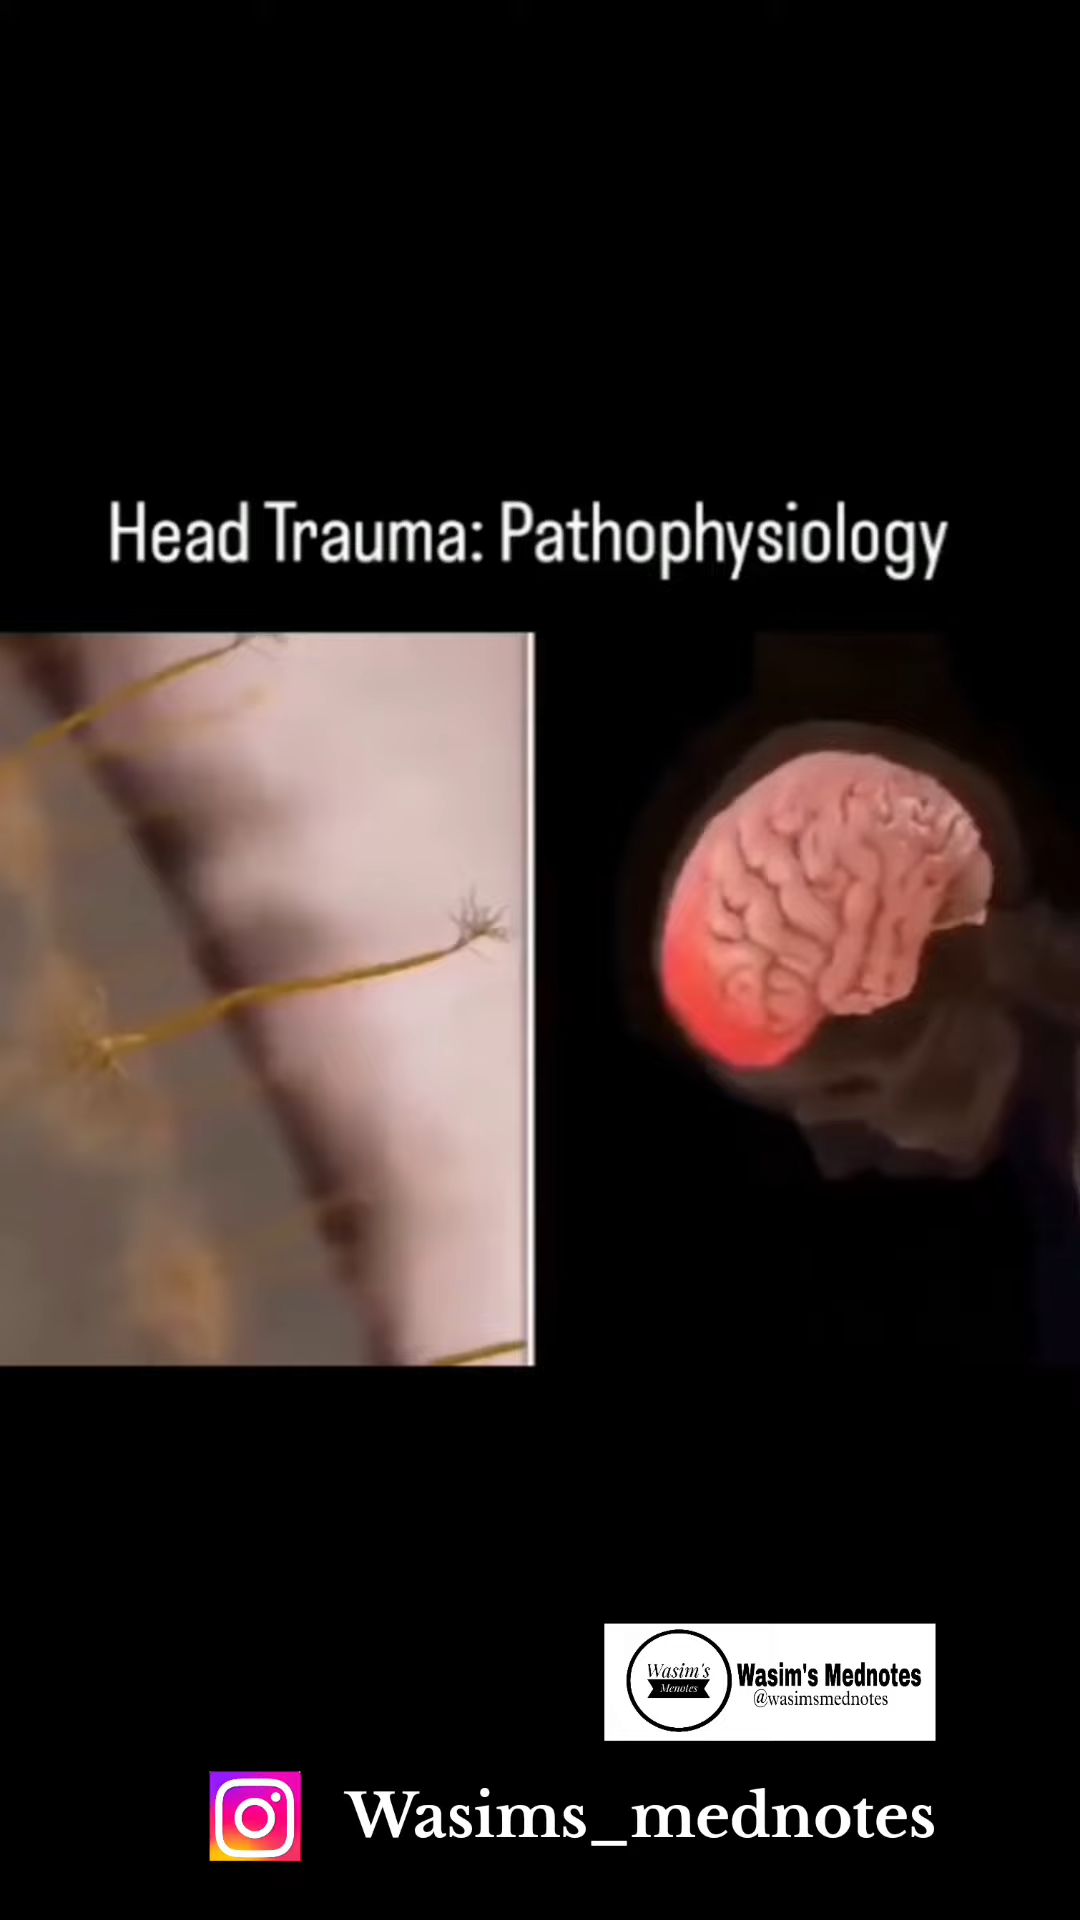 Head Trauma: Pathophysiology
Wasim's
Menotes
Wasim's Mednotes
@wasimsmednotes
Wasims_mednotes